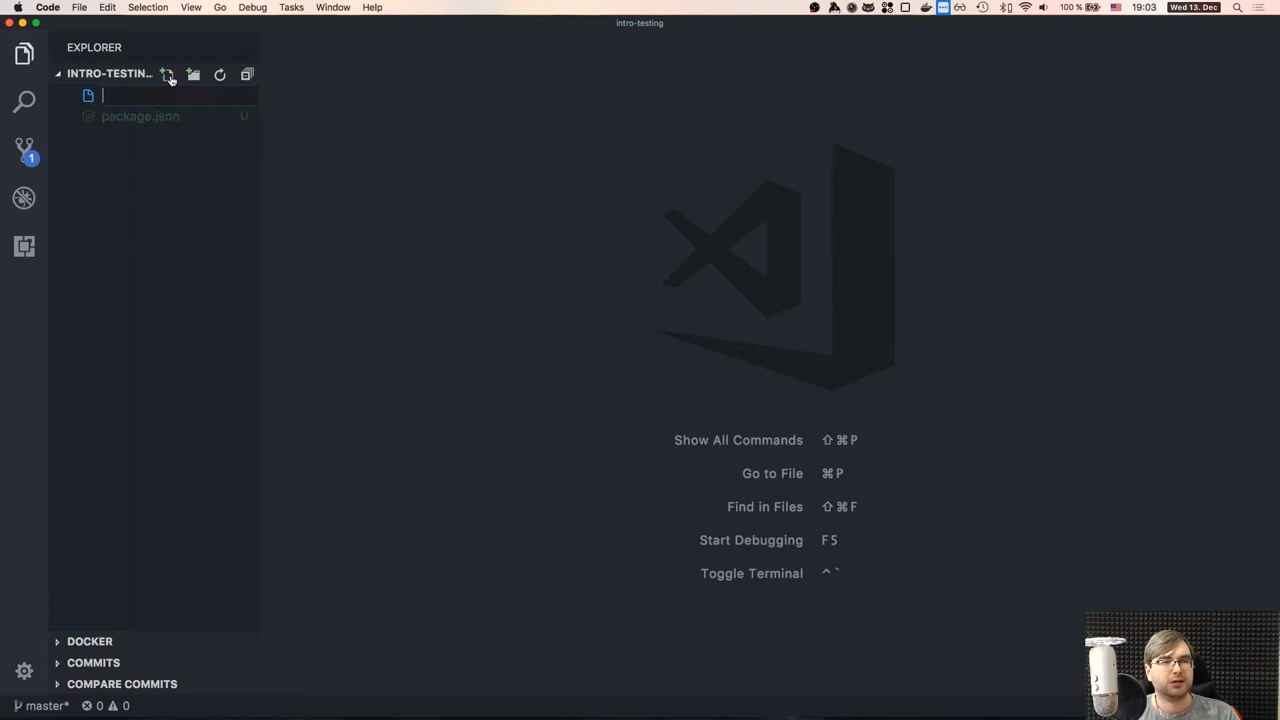 Code File Edit Selection View Go Debug Tasks Window Help 100 % 19:03 Wed 13. Dec
intro-testing
EXPLORER
INTRO-TESTIN...
package.json U
1
Show All Commands ⇧⌘P
Go to File ⌘P
Find in Files ⇧⌘F
Start Debugging F5
Toggle Terminal ^`
DOCKER
COMMITS
COMPARE COMMITS
master* 0 0